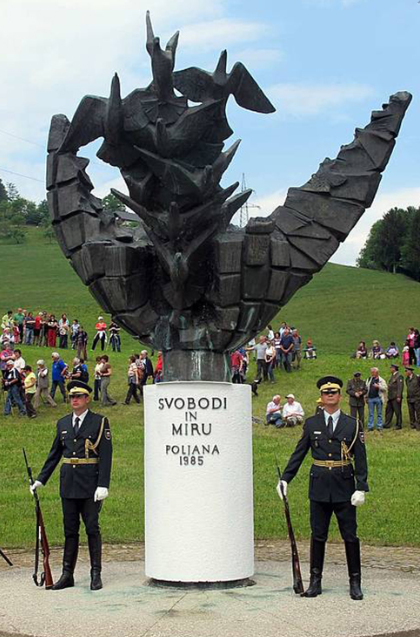 SVOBODI
IN
MIRU
POLJANA
1985